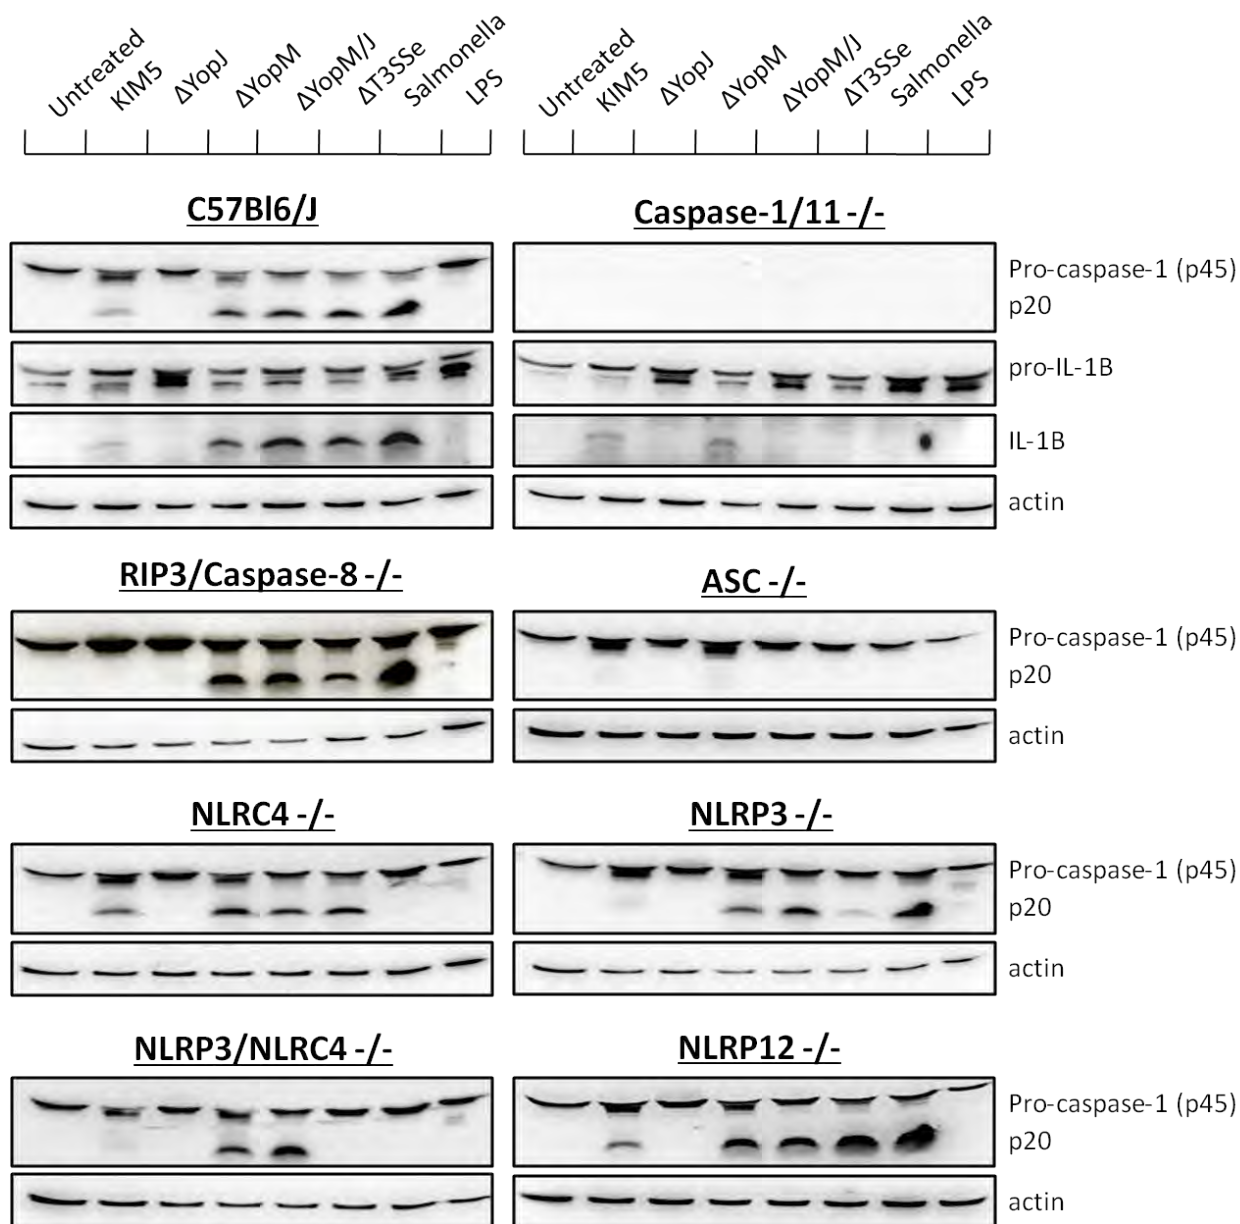 Untreated KIM5 ΔYopJ ΔYopM ΔYopM/J ΔT3SSe Salmonella LPS
Untreated KIM5 ΔYopJ ΔYopM ΔYopM/J ΔT3SSe Salmonella LPS
C57Bl6/J
Caspase-1/11 -/-
Pro-caspase-1 (p45)
p20
pro-IL-1B
IL-1B
actin
RIP3/Caspase-8 -/-
ASC -/-
Pro-caspase-1 (p45)
p20
actin
NLRC4 -/-
NLRP3 -/-
Pro-caspase-1 (p45)
p20
actin
NLRP3/NLRC4 -/-
NLRP12 -/-
Pro-caspase-1 (p45)
p20
actin